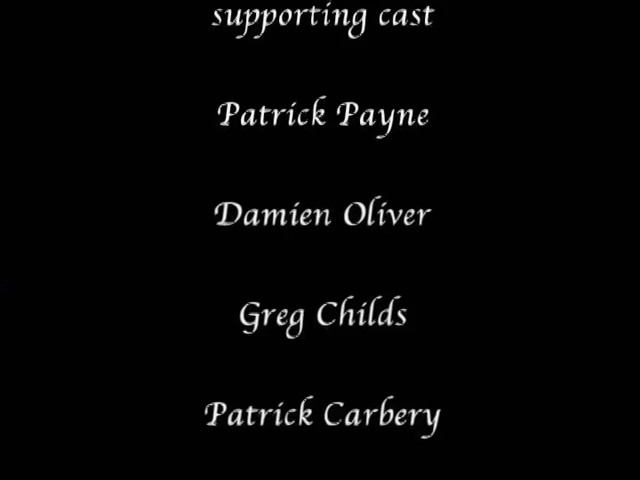 supporting cast
Patrick Payne
Damien Oliver
Greg Childs
Patrick Carbery